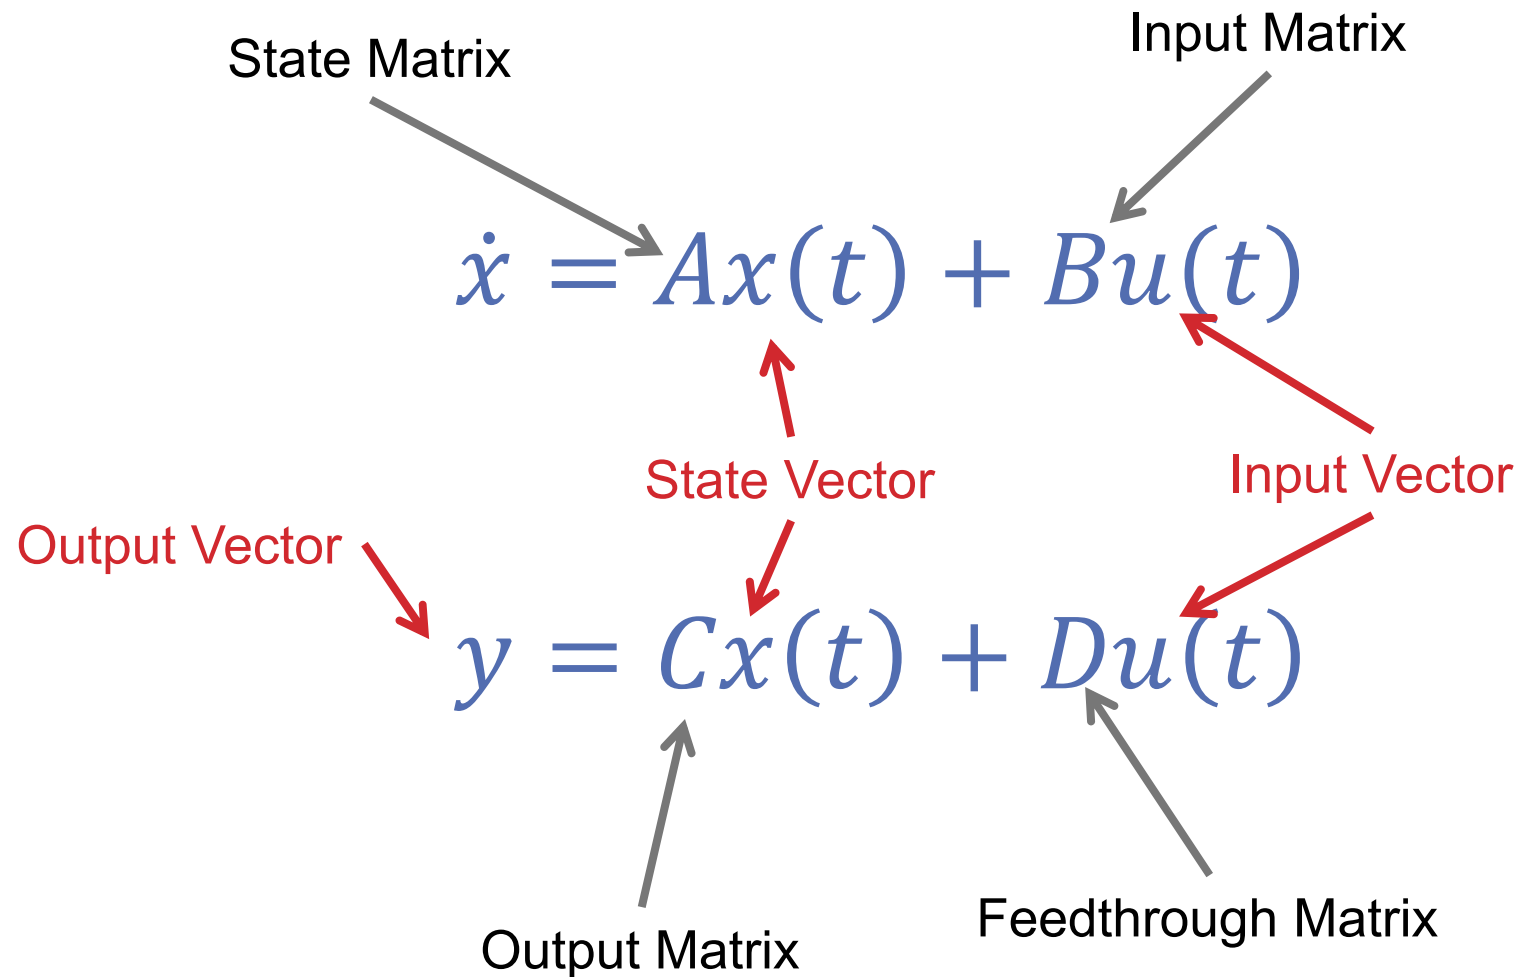 State Matrix
Input Matrix
ẋ = Ax(t) + Bu(t)
State Vector
Input Vector
Output Vector
y = Cx(t) + Du(t)
Output Matrix
Feedthrough Matrix